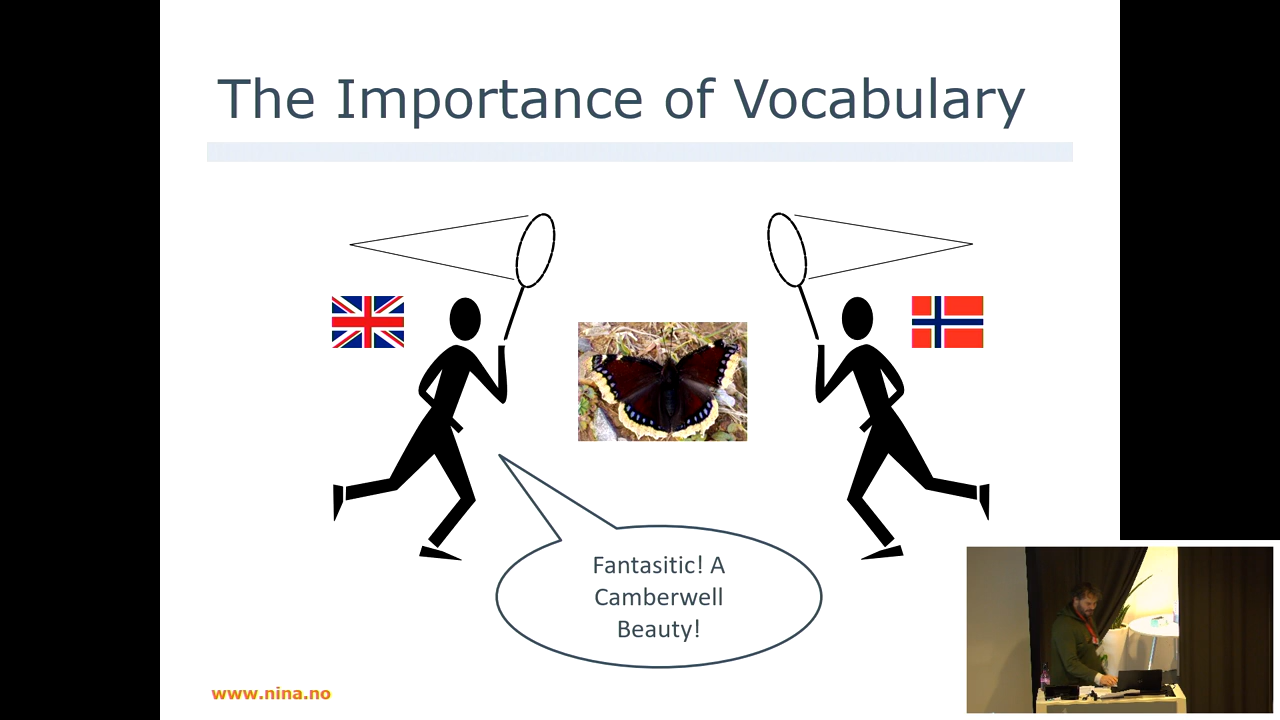 The Importance of Vocabulary
Fantasitic! A
Camberwell
Beauty!
www.nina.no